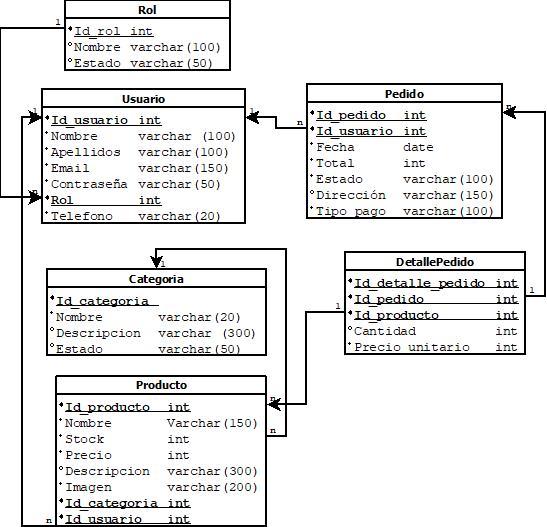 Rol
Id_rol int
Nombre varchar(100)
Estado varchar(50)
1
Usuario
Id_usuario int
Nombre varchar (100)
Apellidos varchar(100)
Email varchar(150)
Contraseña varchar(50)
Rol int
Telefono varchar(20)
1
n
1
n
Pedido
Id_pedido int
Id_usuario int
Fecha date
Total int
Estado varchar(100)
Dirección varchar(150)
Tipo pago varchar(100)
n
Categoria
Id_categoria
Nombre varchar(20)
Descripcion varchar (300)
Estado varchar(50)
1
DetallePedido
Id_detalle_pedido int
Id_pedido int
Id_producto int
Cantidad int
Precio unitario int
1
1
Producto
Id_producto int
Nombre Varchar(150)
Stock int
Precio int
Descripcion varchar(300)
Imagen varchar(200)
Id_categoria int
Id_usuario int
n
n
n